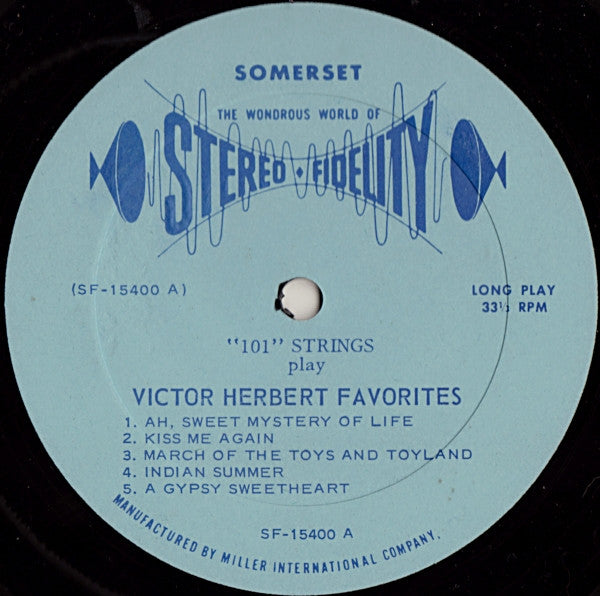 SOMERSET
THE WONDROUS WORLD OF
STEREO • FIDELITY
(SF-15400 A)
LONG PLAY
33⅓ RPM
"101" STRINGS
play
VICTOR HERBERT FAVORITES
1. AH, SWEET MYSTERY OF LIFE
2. KISS ME AGAIN
3. MARCH OF THE TOYS AND TOYLAND
4. INDIAN SUMMER
5. A GYPSY SWEETHEART
SF-15400 A
MANUFACTURED BY MILLER INTERNATIONAL COMPANY.